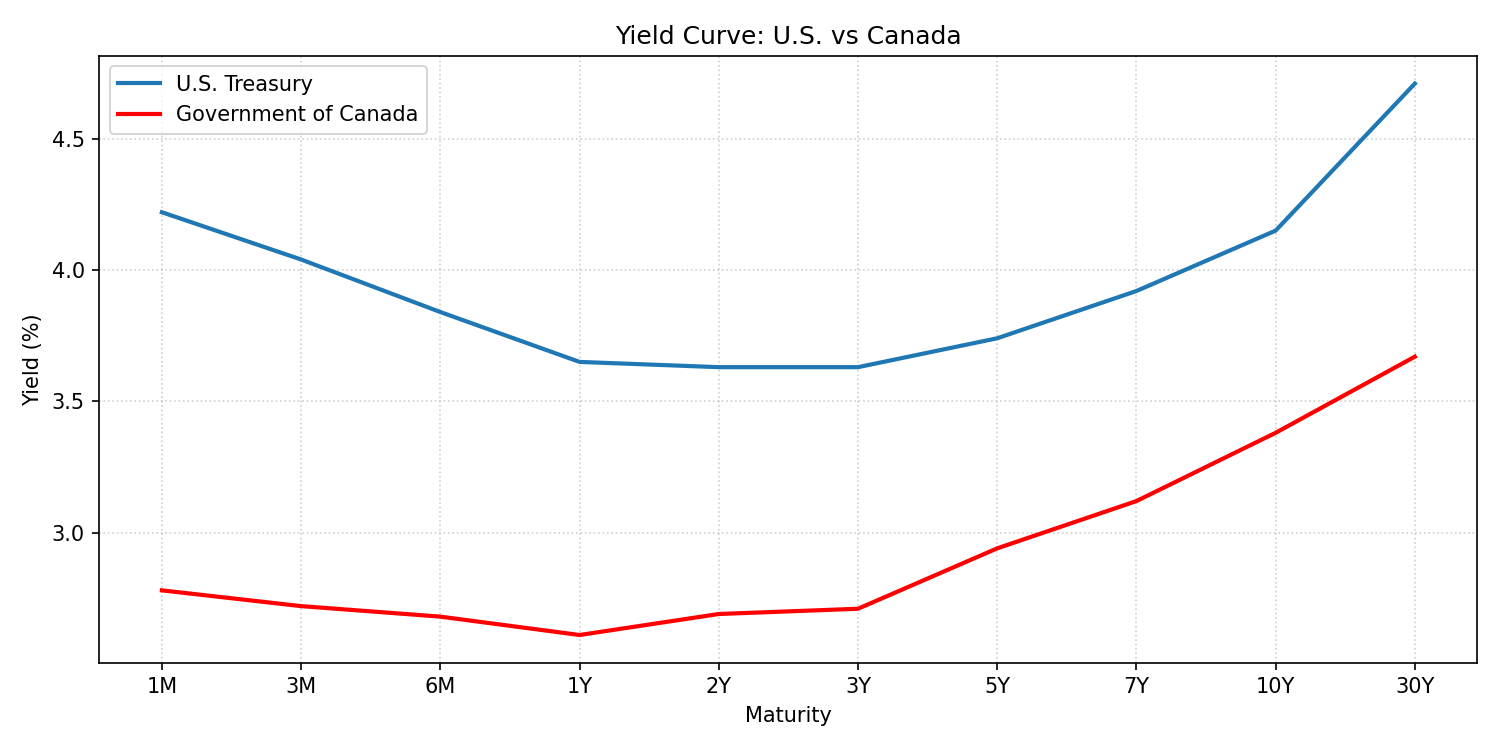 Yield Curve: U.S. vs Canada
U.S. Treasury
Government of Canada
4.5
4.0
3.5
3.0
Yield (%)
1M 3M 6M 1Y 2Y 3Y 5Y 7Y 10Y 30Y
Maturity